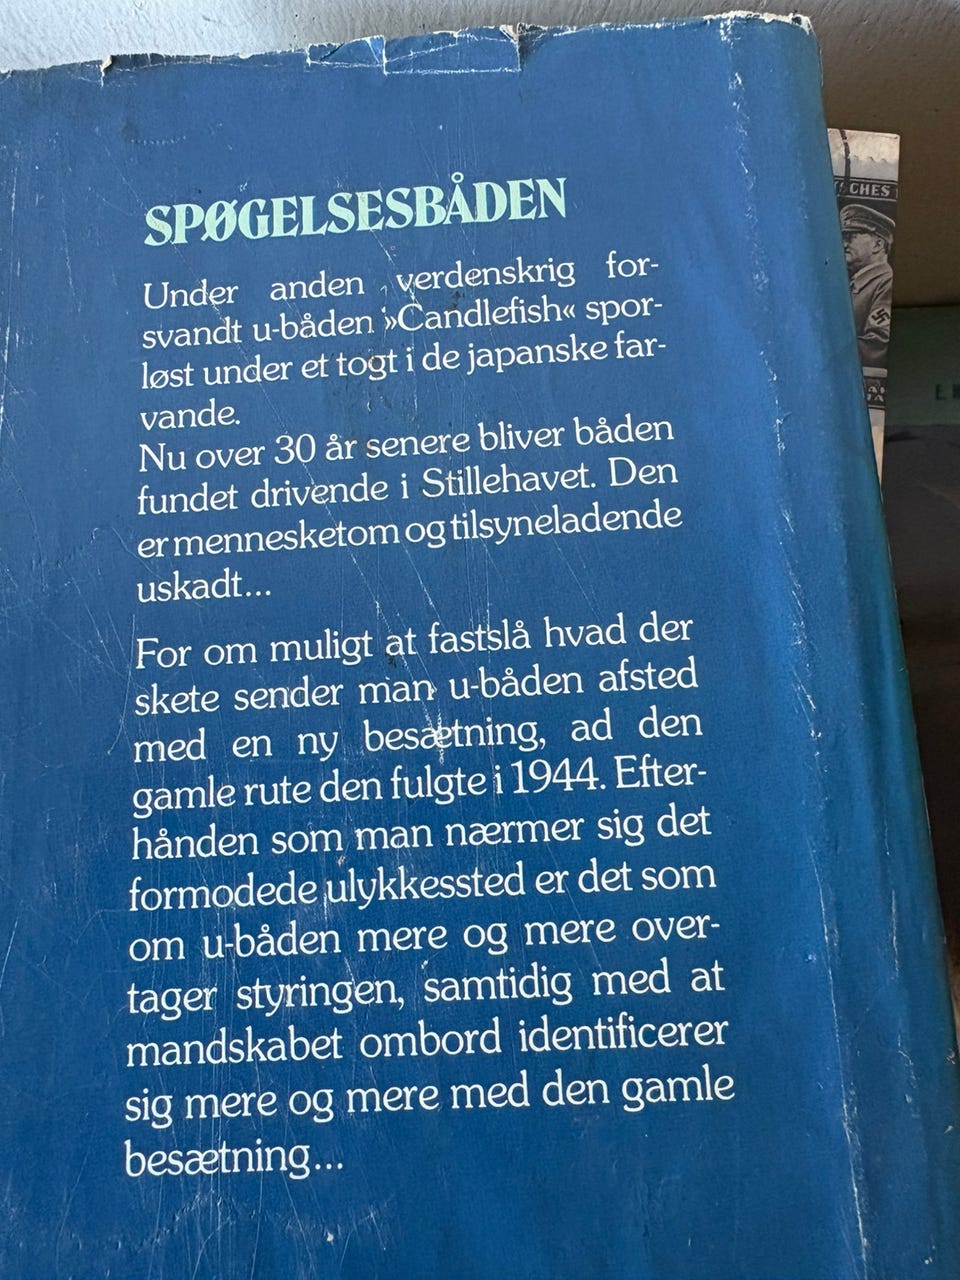 SPØGELSESBÅDEN
Under anden verdenskrig for-
svandt u-båden »Candlefish« spor-
løst under et togt i de japanske far-
vande.
Nu over 30 år senere bliver båden
fundet drivende i Stillehavet. Den
er mennesketom og tilsyneladende
uskadt...
For om muligt at fastslå hvad der
skete sender man u-båden afsted
med en ny besætning, ad den
gamle rute den fulgte i 1944. Efter-
hånden som man nærmer sig det
formodede ulykkessted er det som
om u-båden mere og mere over-
tager styringen, samtidig med at
mandskabet ombord identificerer
sig mere og mere med den gamle
besætning...
CHES